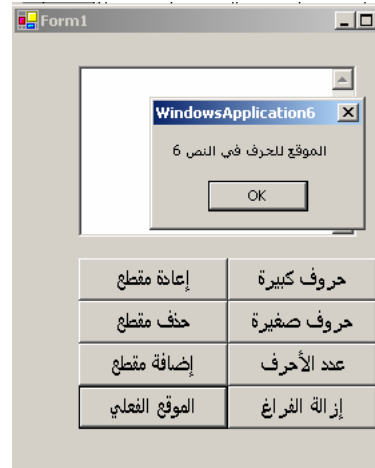 Form1
WindowsApplication6
الموقع للحرف في النص 6
OK
حروف كبيرة
إعادة مقطع
حروف صغيرة
حذف مقطع
عدد الأحرف
إضافة مقطع
إزالة الفراغ
الموقع الفعلي